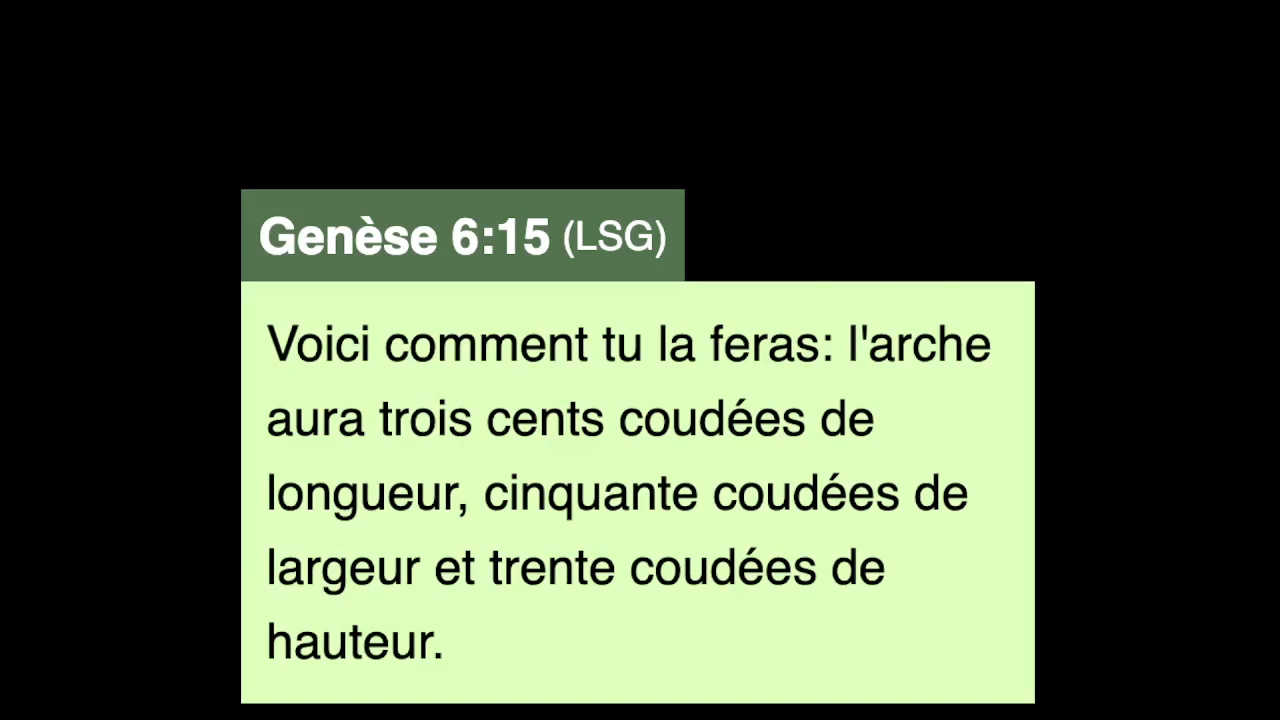 Genèse 6:15 (LSG)
Voici comment tu la feras: l'arche
aura trois cents coudées de
longueur, cinquante coudées de
largeur et trente coudées de
hauteur.